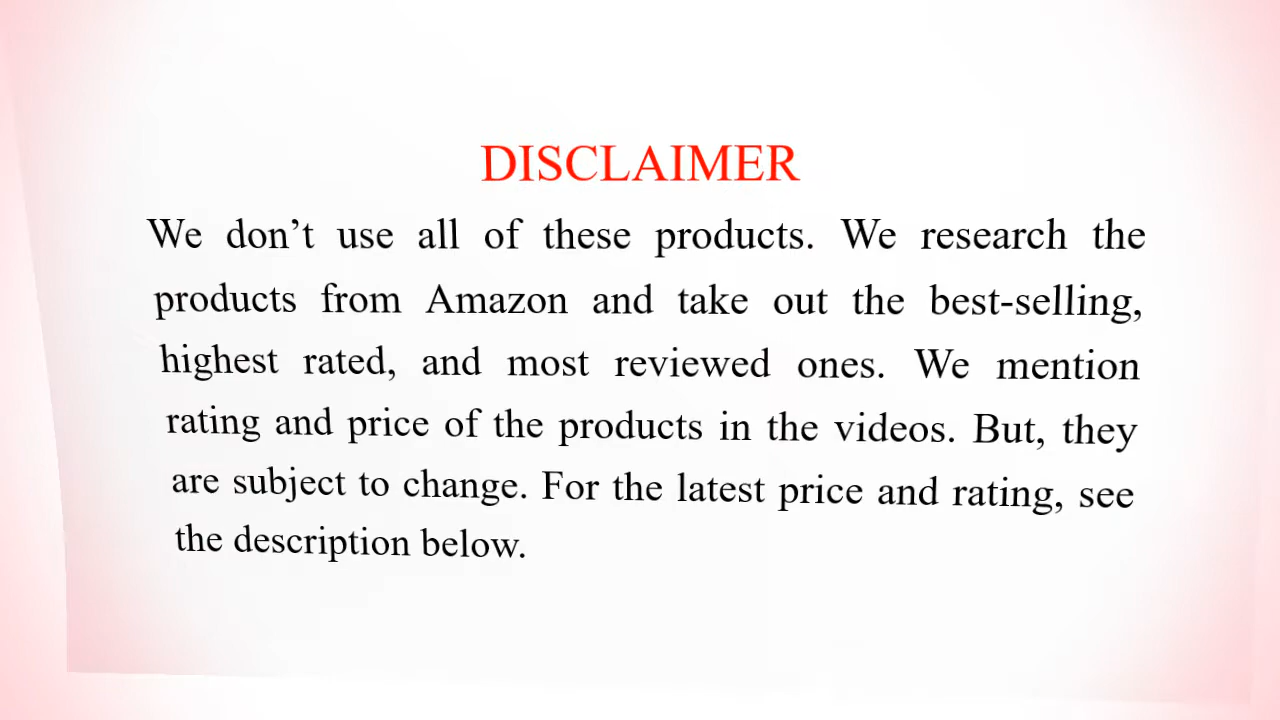 DISCLAIMER
We don’t use all of these products. We research the
products from Amazon and take out the best-selling,
highest rated, and most reviewed ones. We mention
rating and price of the products in the videos. But, they
are subject to change. For the latest price and rating, see
the description below.